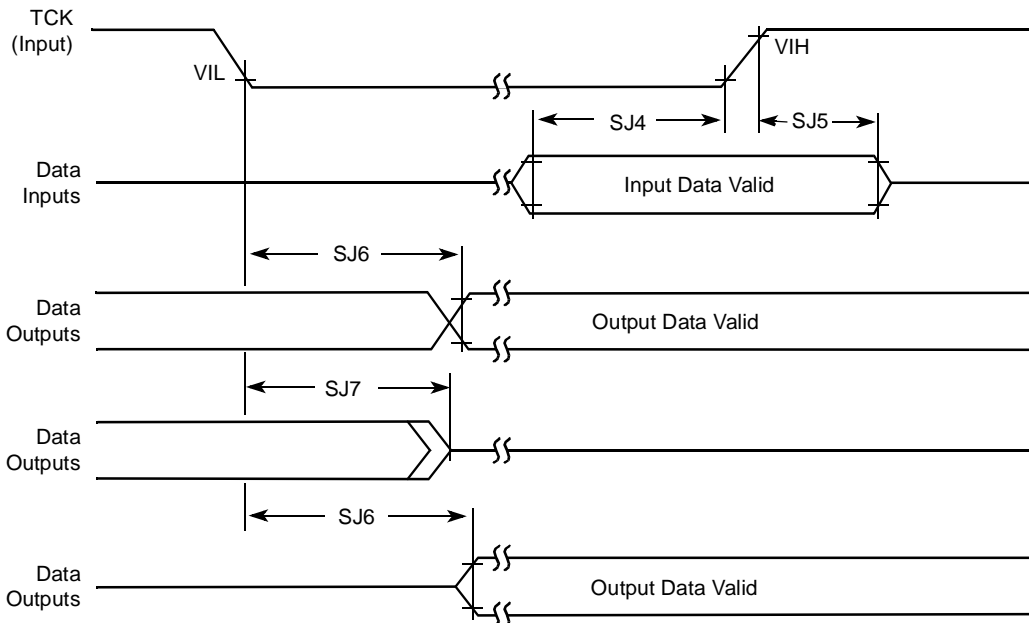 TCK
(Input)
VIL
VIH
SJ4
SJ5
Data
Inputs
Input Data Valid
SJ6
Data
Outputs
Output Data Valid
SJ7
Data
Outputs
SJ6
Data
Outputs
Output Data Valid